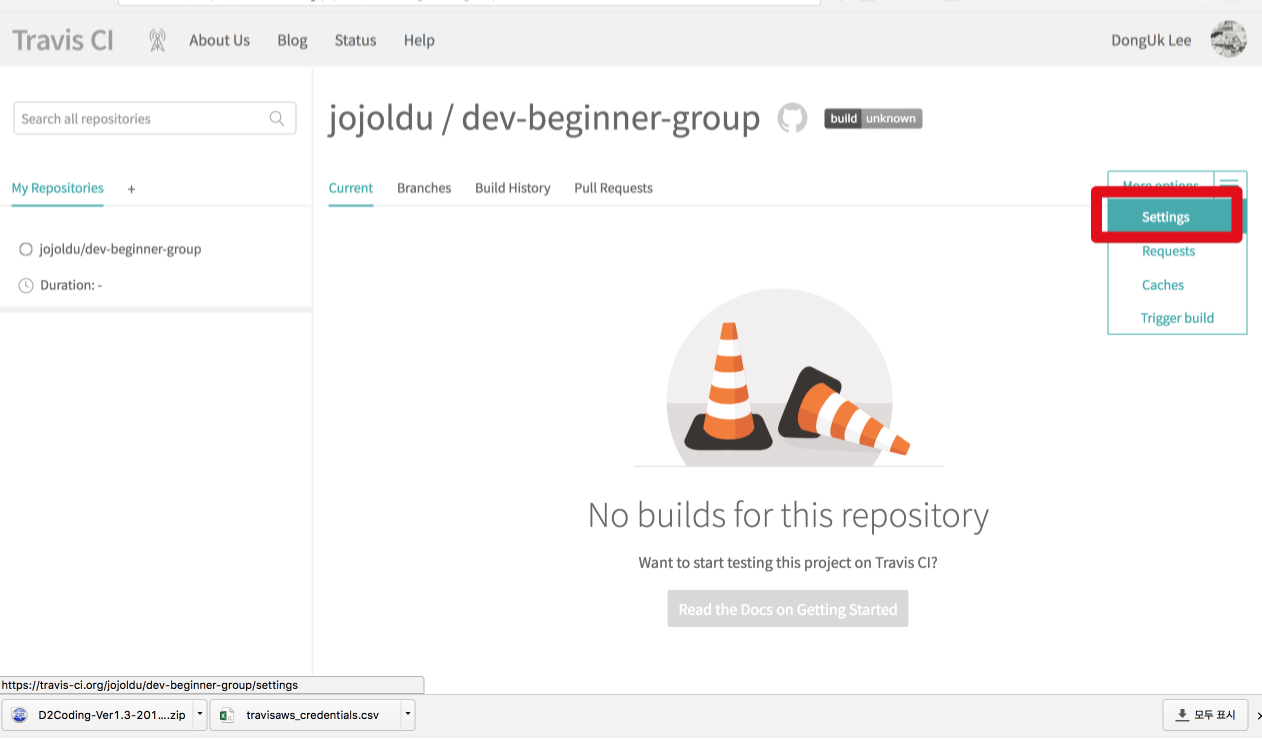 Travis CI
About Us
Blog
Status
Help
DongUk Lee
Search all repositories
jojoldu / dev-beginner-group
build unknown
My Repositories +
Current
Branches
Build History
Pull Requests
More options
Settings
Requests
Caches
Trigger build
jojoldu/dev-beginner-group
Duration: -
No builds for this repository
Want to start testing this project on Travis CI?
Read the Docs on Getting Started
https://travis-ci.org/jojoldu/dev-beginner-group/settings
D2Coding-Ver1.3-201....zip
travisaws_credentials.csv
모두 표시